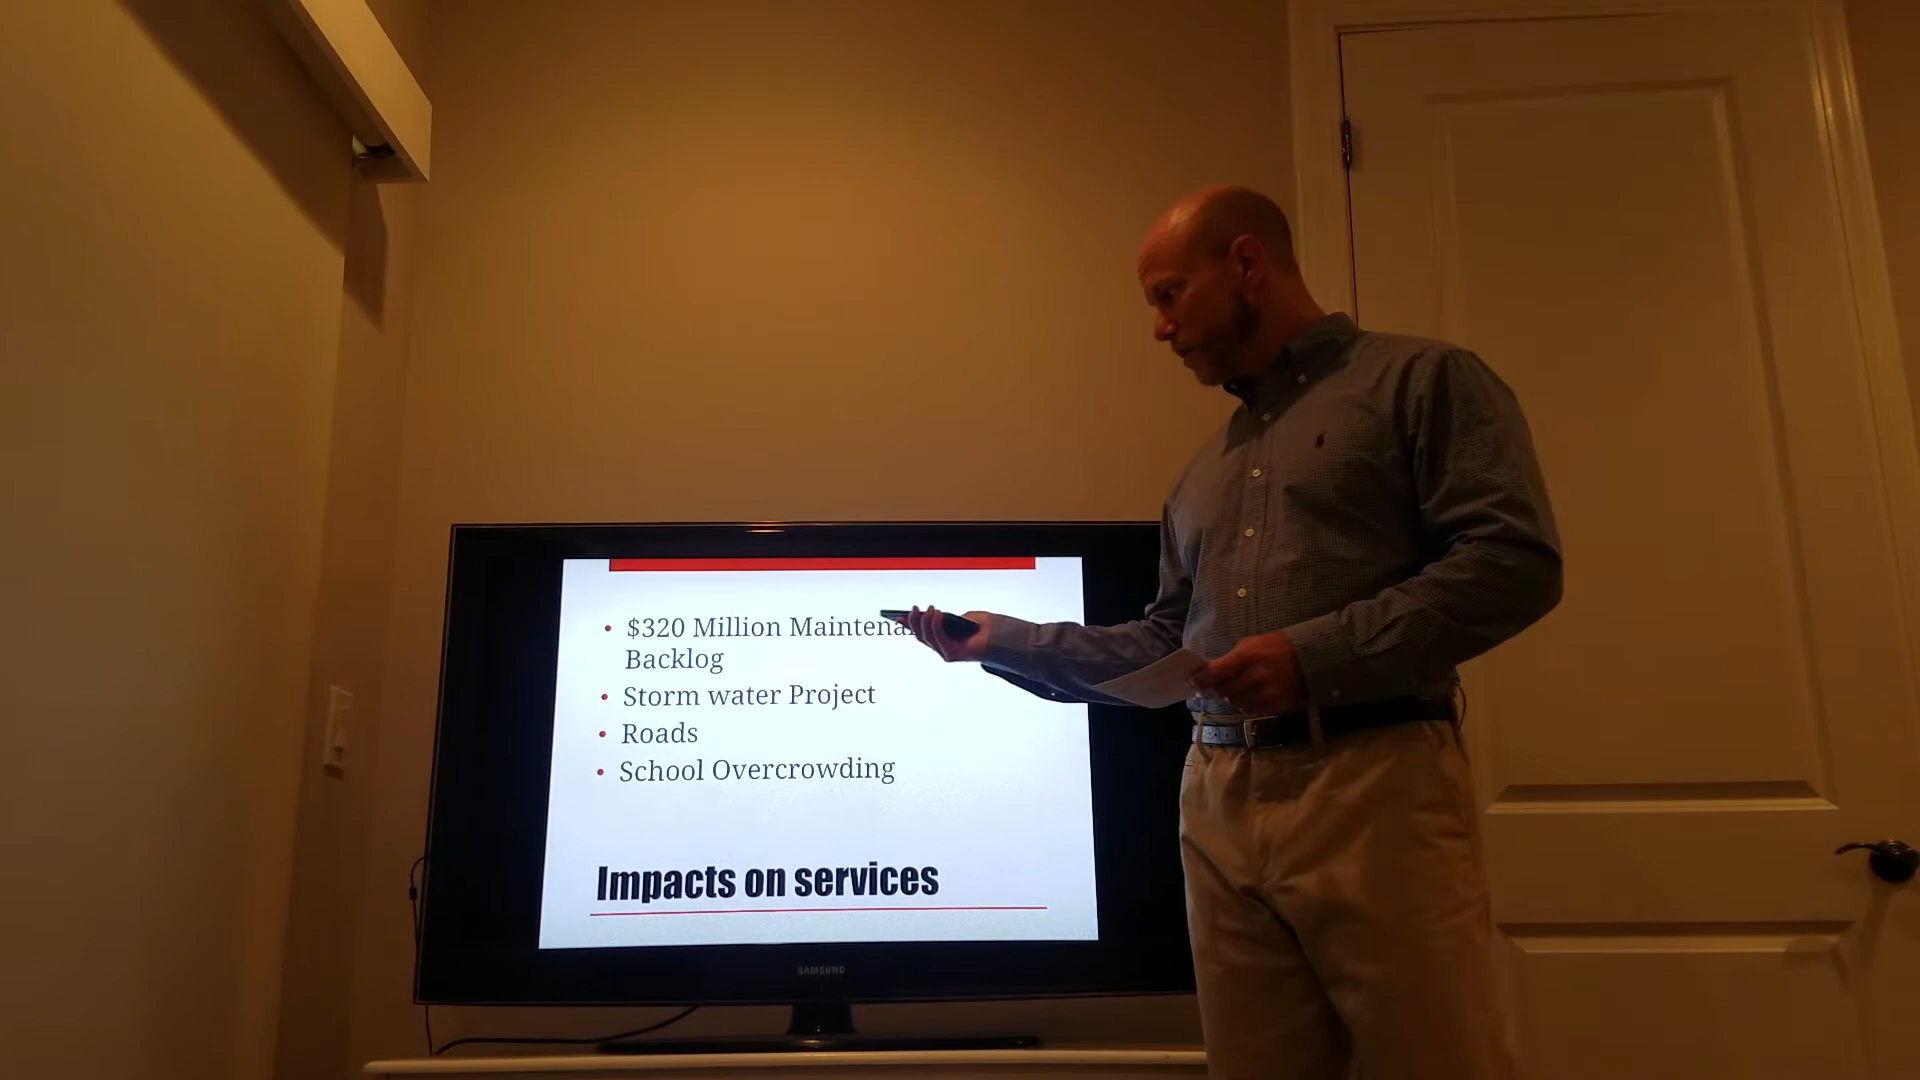 $320 Million Maintena
Backlog
Storm water Project
Roads
School Overcrowding
Impacts on services
SAMSUNG